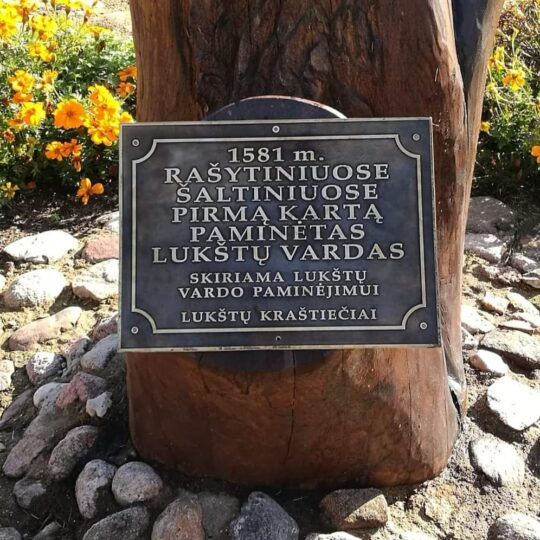 1581 m.
RAŠYTINIUOSE
ŠALTINIUOSE
PIRMĄ KARTĄ
PAMINĖTAS
LUKŠTŲ VARDAS
SKIRIAMA LUKŠTŲ
VARDO PAMINĖJIMUI
LUKŠTŲ KRAŠTIEČIAI